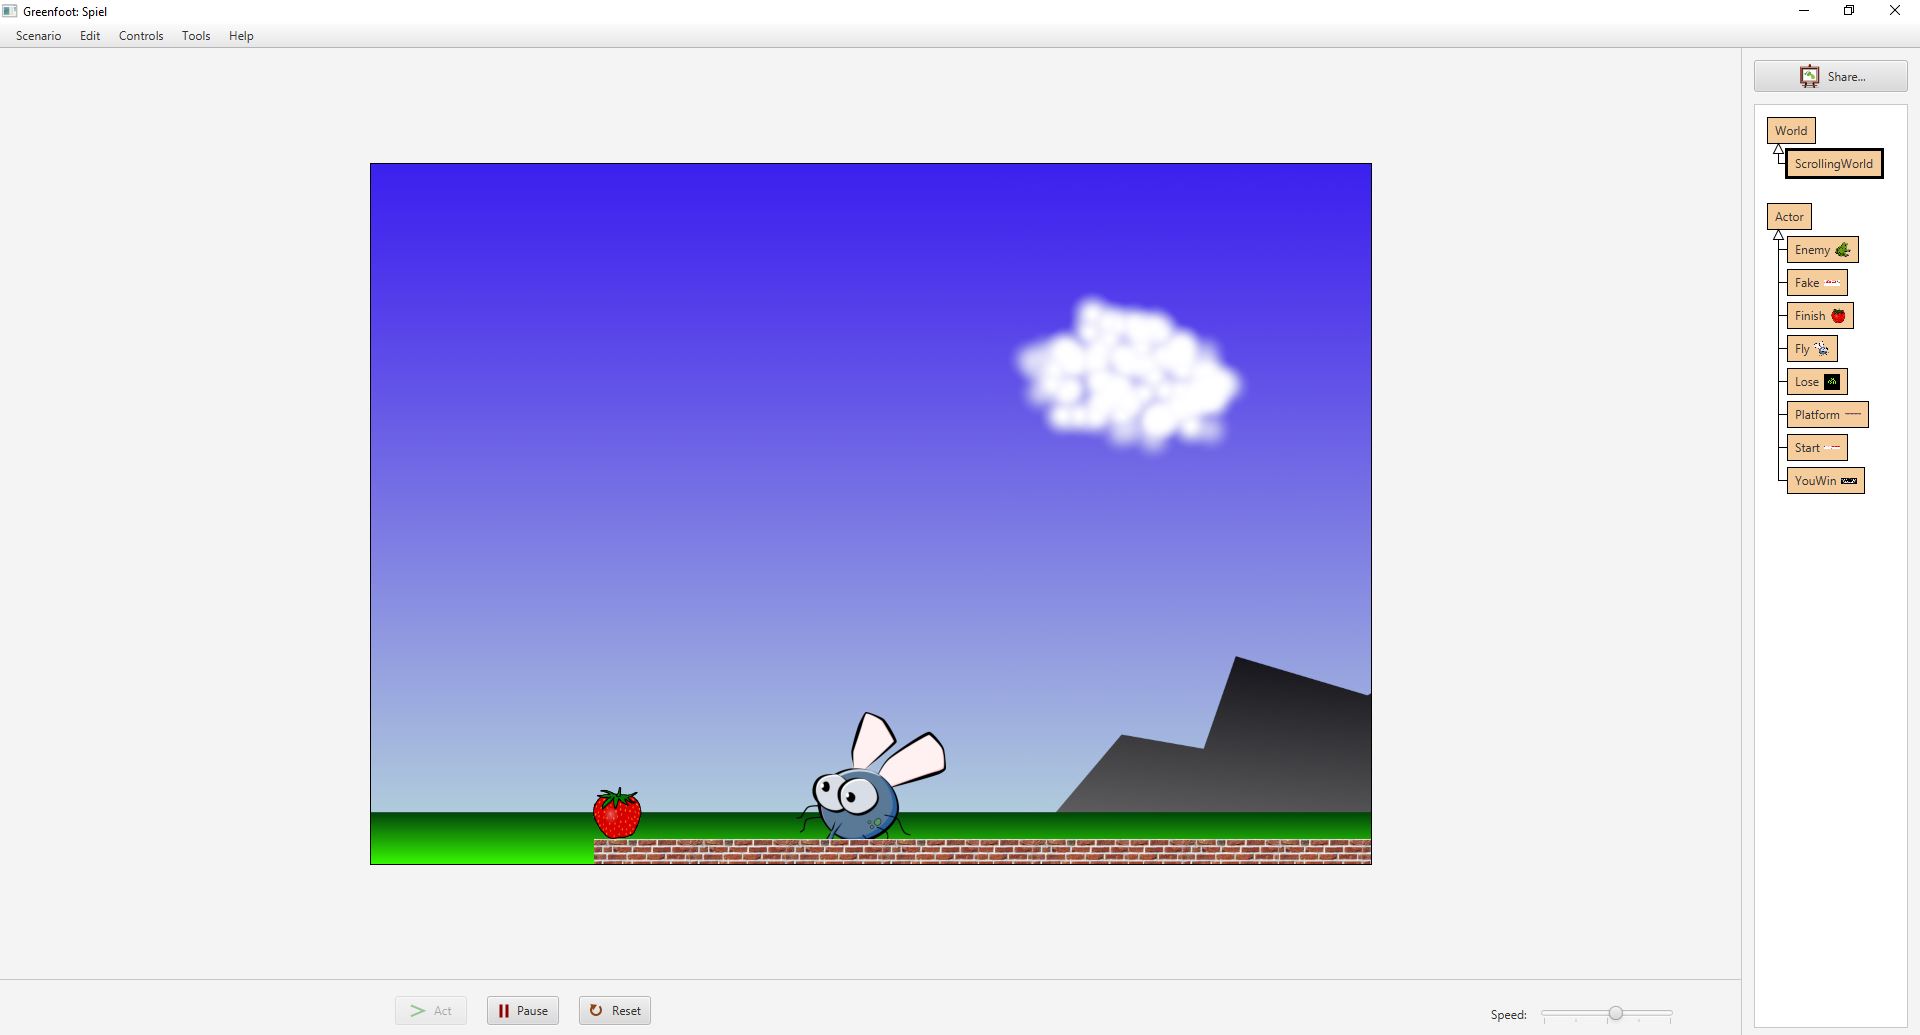 Greenfoot: Spiel
Scenario Edit Controls Tools Help
Share...
World
ScrollingWorld
Actor
Enemy
Fake
Finish
Fly
Lose
Platform
Start
YouWin
Act Pause Reset Speed: